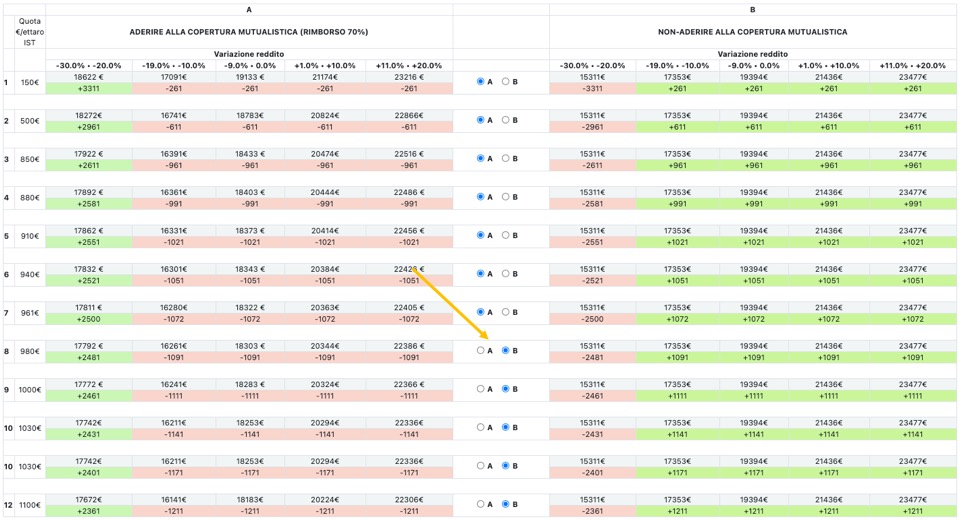 A B
Quota €/ettaro IST ADERIRE ALLA COPERTURA MUTUALISTICA (RIMBORSO 70%) NON-ADERIRE ALLA COPERTURA MUTUALISTICA
Variazione reddito Variazione reddito
-30.0% • -20.0% -19.0% • -10.0% -9.0% • 0.0% +1.0% • +10.0% +11.0% • +20.0% -30.0% • -20.0% -19.0% • -10.0% -9.0% • 0.0% +1.0% • +10.0% +11.0% • +20.0%
1 150€ 18622 € 17091€ 19133 € 21174€ 23216 € A B 15311€ 17353€ 19394€ 21436€ 23477€
+3311 -261 -261 -261 -261 -3311 +261 +261 +261 +261
2 500€ 18272€ 16741€ 18783€ 20824€ 22866€ A B 15311€ 17353€ 19394€ 21436€ 23477€
+2961 -611 -611 -611 -611 -2961 +611 +611 +611 +611
3 850€ 17922 € 16391€ 18433 € 20474€ 22516 € A B 15311€ 17353€ 19394€ 21436€ 23477€
+2611 -961 -961 -961 -961 -2611 +961 +961 +961 +961
4 880€ 17892 € 16361€ 18403 € 20444€ 22486 € A B 15311€ 17353€ 19394€ 21436€ 23477€
+2581 -991 -991 -991 -991 -2581 +991 +991 +991 +991
5 910€ 17862 € 16331€ 18373 € 20414€ 22456 € A B 15311€ 17353€ 19394€ 21436€ 23477€
+2551 -1021 -1021 -1021 -1021 -2551 +1021 +1021 +1021 +1021
6 940€ 17832 € 16301€ 18343 € 20384€ € A B 15311€ 17353€ 19394€ 21436€ 23477€
+2521 -1051 -1051 -1051 -1051 -2521 +1051 +1051 +1051 +1051
7 961€ 17811 € 16280€ 18322 € 20363€ 22405 € A B 15311€ 17353€ 19394€ 21436€ 23477€
+2500 -1072 -1072 -1072 -1072 -2500 +1072 +1072 +1072 +1072
8 980€ 17792 € 16261€ 18303 € 20344€ 22386 € A B 15311€ 17353€ 19394€ 21436€ 23477€
+2481 -1091 -1091 -1091 -1091 -2481 +1091 +1091 +1091 +1091
9 1000€ 17772 € 16241€ 18283 € 20324€ 22366 € A B 15311€ 17353€ 19394€ 21436€ 23477€
+2461 -1111 -1111 -1111 -1111 -2461 +1111 +1111 +1111 +1111
10 1030€ 17742€ 16211€ 18253€ 20294€ 22336€ A B 15311€ 17353€ 19394€ 21436€ 23477€
+2431 -1141 -1141 -1141 -1141 -2431 +1141 +1141 +1141 +1141
10 1030€ 17742€ 16211€ 18253€ 20294€ 22336€ A B 15311€ 17353€ 19394€ 21436€ 23477€
+2401 -1171 -1171 -1171 -1171 -2401 +1171 +1171 +1171 +1171
12 1100€ 17672€ 16141€ 18183€ 20224€ 22306€ A B 15311€ 17353€ 19394€ 21436€ 23477€
+2361 -1211 -1211 -1211 -1211 -2361 +1211 +1211 +1211 +1211